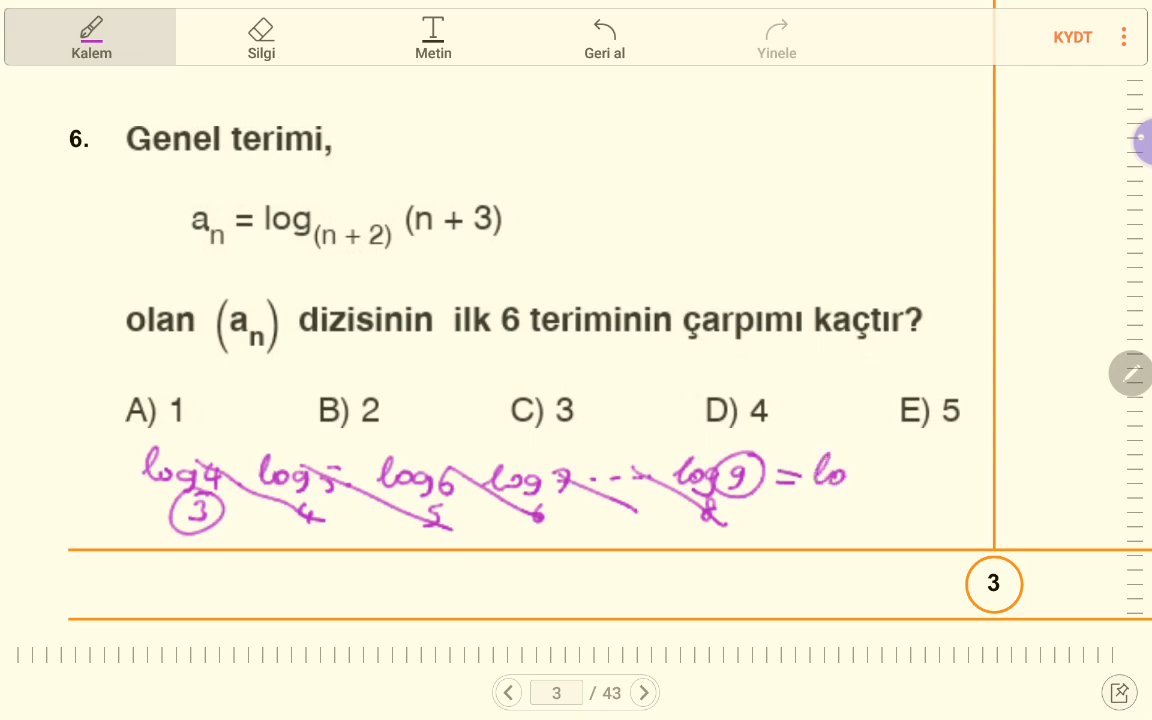 Kalem Silgi Metin Geri al Yinele KYDT
6. Genel terimi,
aₙ = log₍ₙ ₊ ₂₎ (n + 3)
olan (aₙ) dizisinin ilk 6 teriminin çarpımı kaçtır?
A) 1 B) 2 C) 3 D) 4 E) 5
log₃4 log₄5 log₅6 log₆7 ... log₈9 = lo
3
3 / 43